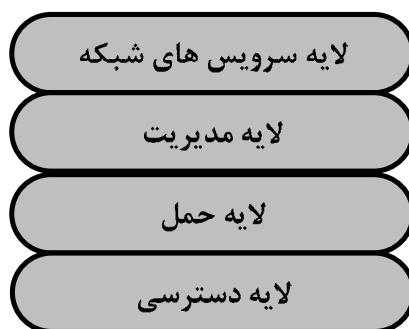 لایه سرویس های شبکه
لایه مدیریت
لایه حمل
لایه دسترسی